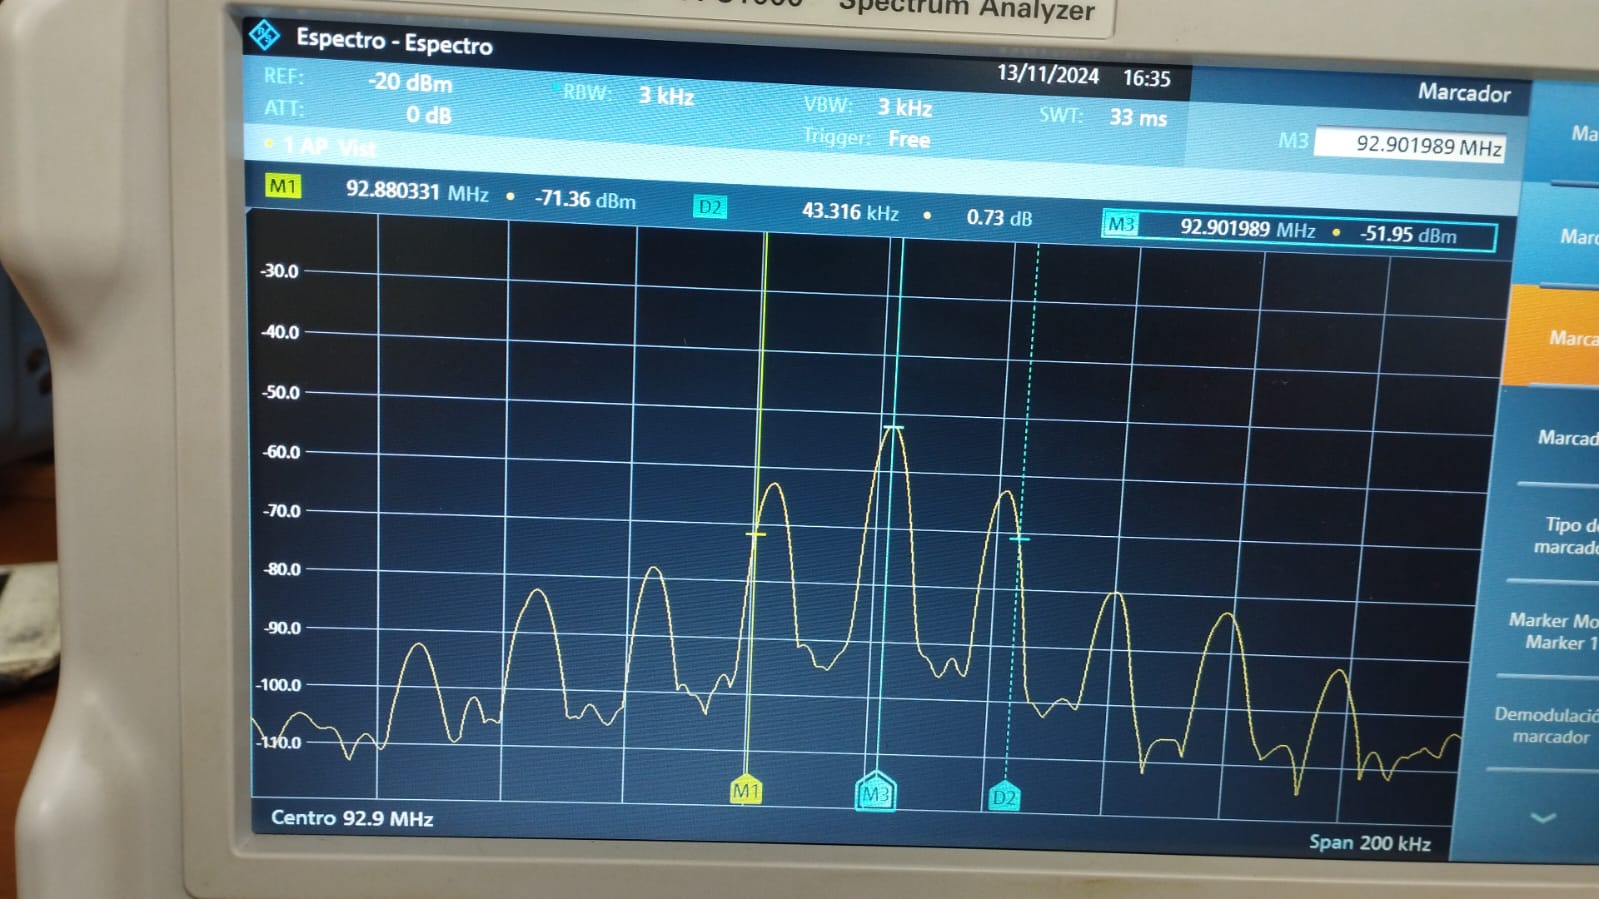 Spectrum Analyzer
Espectro - Espectro
13/11/2024 16:35
Marcador
REF: -20 dBm
RBW: 3 kHz
VBW: 3 kHz
SWT: 33 ms
ATT: 0 dB
Trigger: Free
M3 92.901989 MHz
1 AP Vist
M1 92.880331 MHz • -71.36 dBm
D2 43.316 kHz • 0.73 dB
M3 92.901989 MHz • -51.95 dBm
-30.0
-40.0
-50.0
-60.0
-70.0
-80.0
-90.0
-100.0
-110.0
M1
M3
D2
Centro 92.9 MHz
Span 200 kHz
Ma
Marc
Marca
Marcad
Tipo de
marcado
Marker Mo
Marker 1
Demodulació
marcador